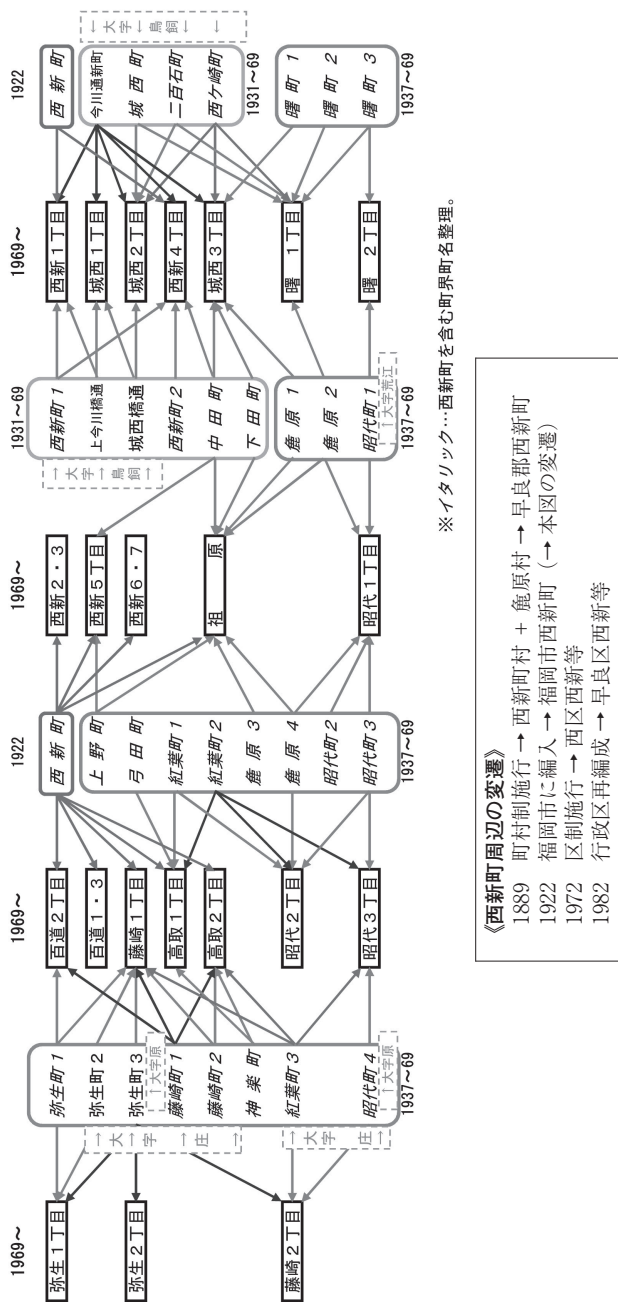 1969～
弥生1丁目
弥生2丁目
藤崎2丁目
弥生町1
弥生町2
弥生町3
↑大字原
藤崎町1
藤崎町2
神楽町
紅葉町3
昭代町4
↑大字原
1937～69
←大字庄→
←大字庄
1969～
百道2丁目
百道1・3
藤崎1丁目
高取1丁目
高取2丁目
昭代2丁目
昭代3丁目
1922
西新町
上野町
弓田町
紅葉町1
紅葉町2
麁原3
麁原4
昭代町2
昭代町3
1937～69
1969～
西新2・3
西新5丁目
西新6・7
祖原
昭代1丁目
1931～69
←大字鳥飼→
西新町1
上今川橋通
城西橋通
西新町2
中田町
下田町
麁原1
麁原2
昭代町1
↑大字荒江
1937～69
1969～
西新1丁目
城西1丁目
城西2丁目
西新4丁目
城西3丁目
曙 1丁目
曙 2丁目
1922
西新町
今川通新町
城西町
二百石町
西ケ崎町
1931～69
←大字←鳥飼←←
曙町1
曙町2
曙町3
1937～69
※イタリック…西新町を含む町界町名整理。
《西新町周辺の変遷》
1889 町村制施行→西新町村 + 麁原村→早良郡西新町
1922 福岡市に編入→福岡市西新町（→本図の変遷）
1972 区制施行→西区西新等
1982 行政区再編成→早良区西新等